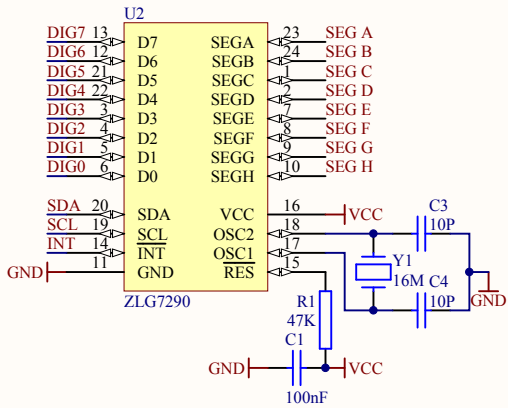 U2
DIG7 13 D7 SEGA 23 SEG A
DIG6 12 D6 SEGB 24 SEG B
DIG5 21 D5 SEGC 1 SEG C
DIG4 22 D4 SEGD 2 SEG D
DIG3 3 D3 SEGE 7 SEG E
DIG2 4 D2 SEGF 8 SEG F
DIG1 5 D1 SEGG 9 SEG G
DIG0 6 D0 SEGH 10 SEG H
SDA 20 SDA VCC 16 VCC
SCL 19 SCL OSC2 18
INT 14 INT OSC1 17
GND 11 GND RES 15
ZLG7290
C3
10P
Y1
16M
C4
10P
GND
R1
47K
C1
GND
VCC
100nF